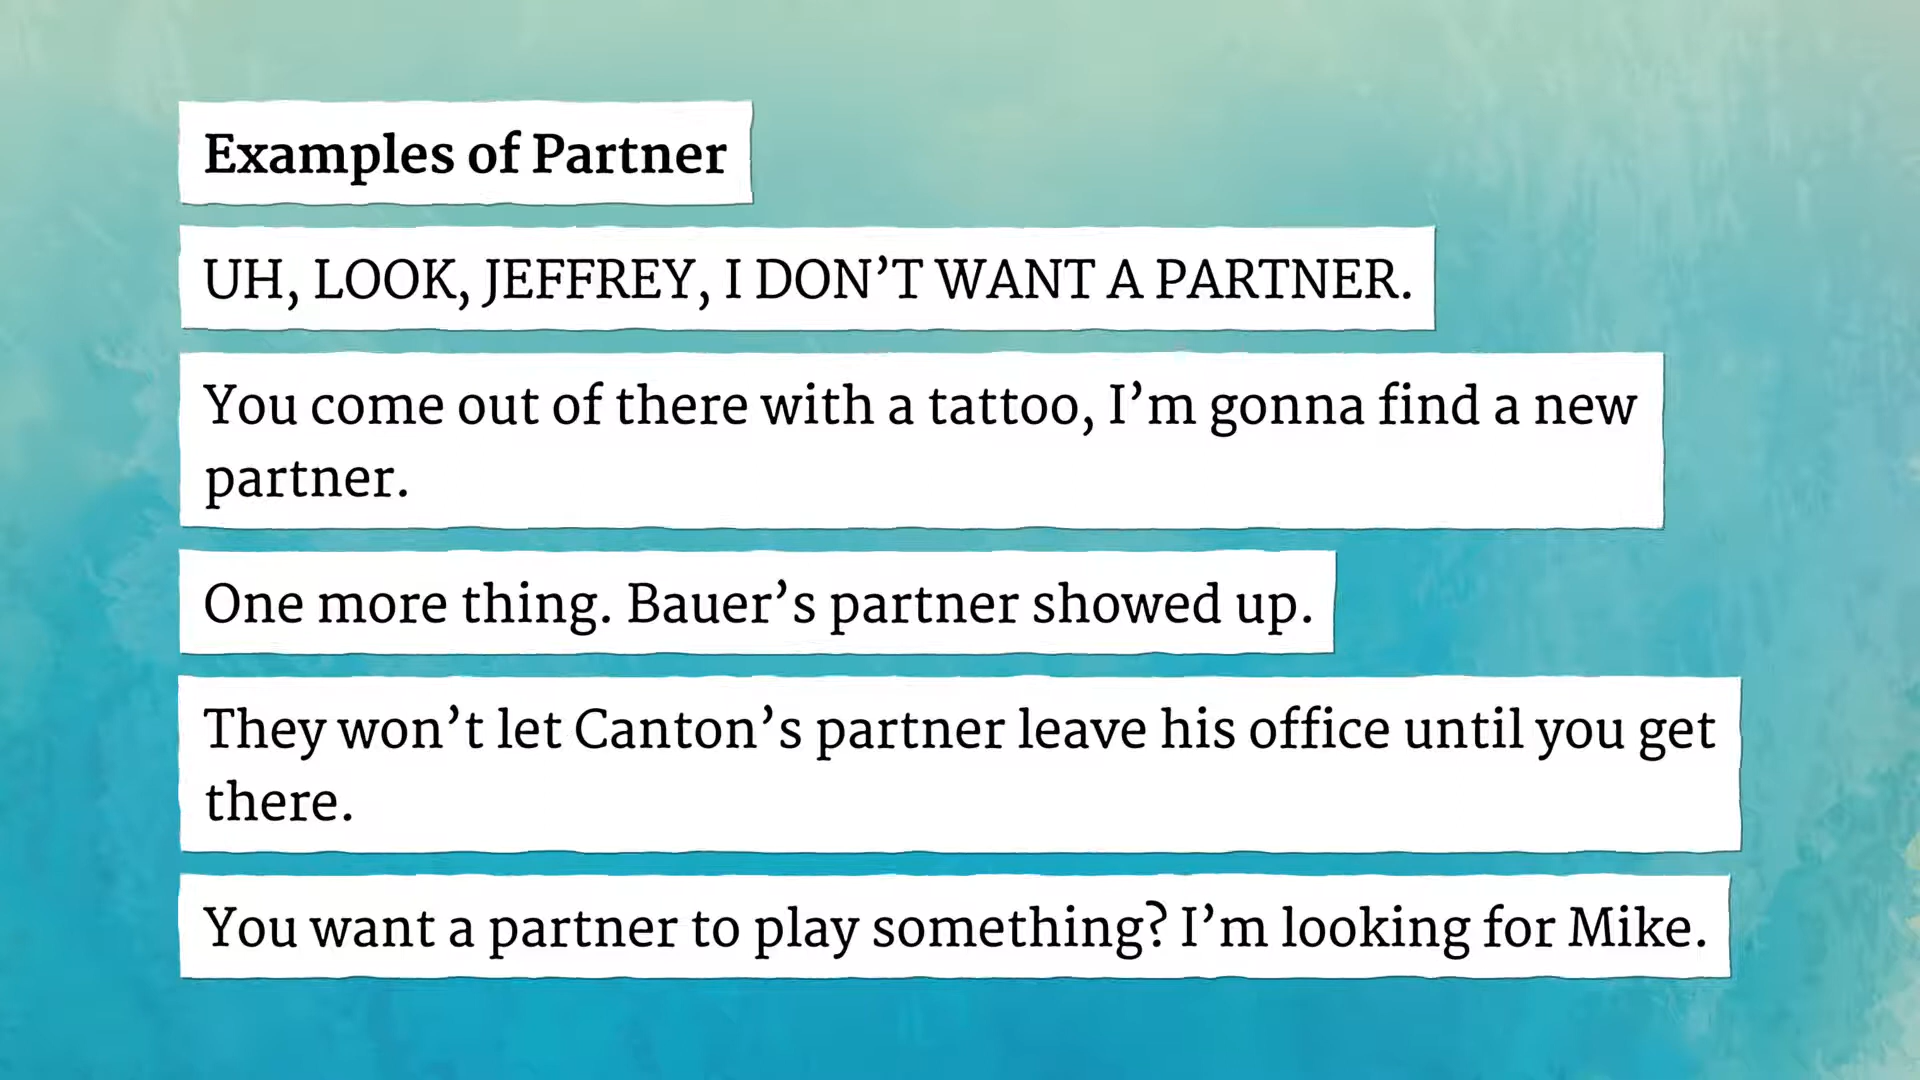 Examples of Partner
UH, LOOK, JEFFREY, I DON’T WANT A PARTNER.
You come out of there with a tattoo, I’m gonna find a new
partner.
One more thing. Bauer’s partner showed up.
They won’t let Canton’s partner leave his office until you get
there.
You want a partner to play something? I’m looking for Mike.